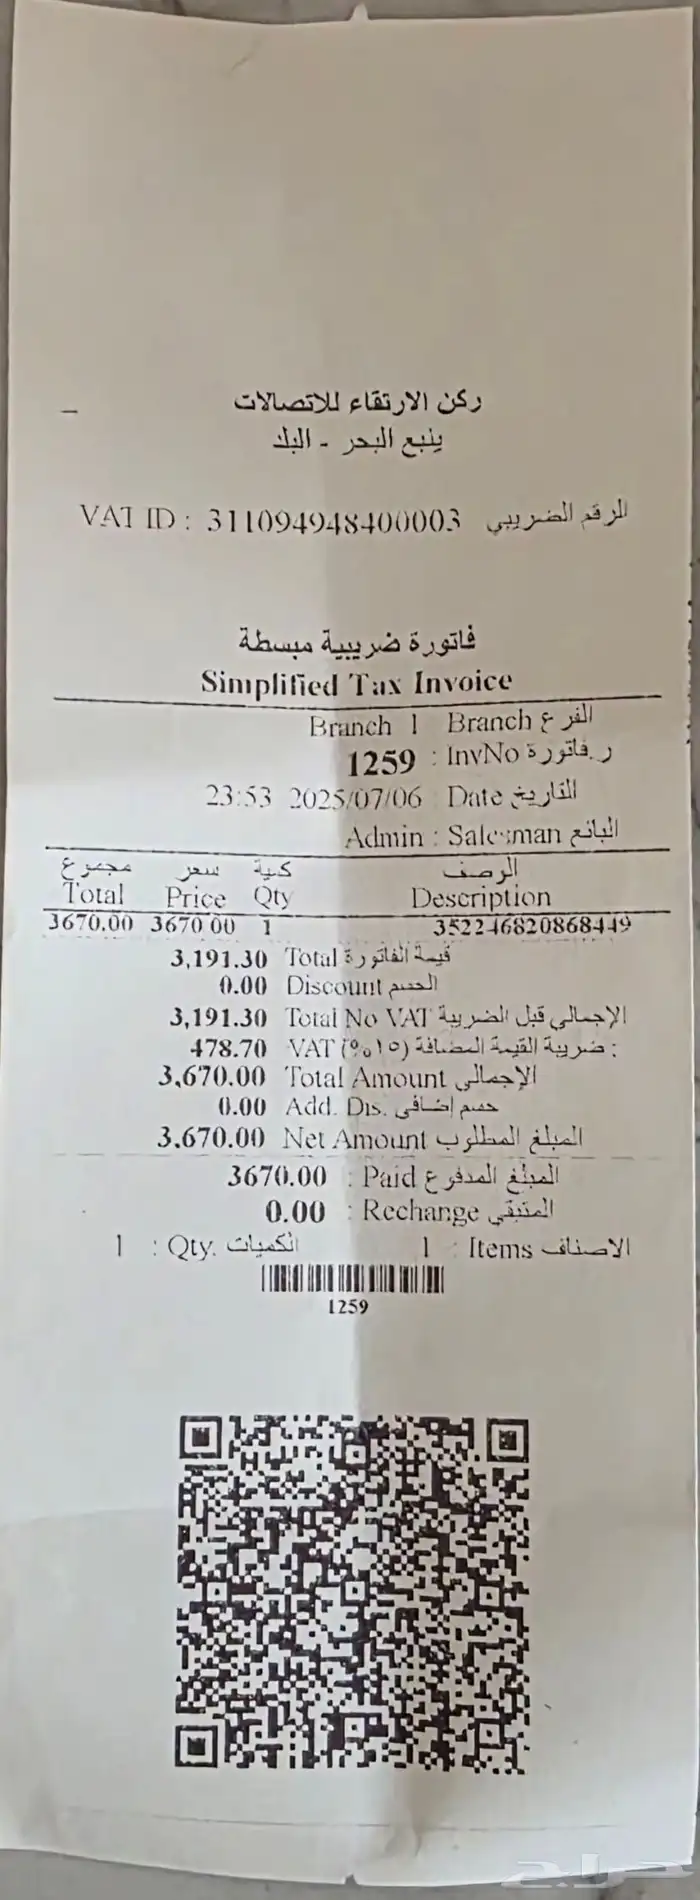 ركن الارتقاء للاتصالات
ينبع البحر - البلد
VAT ID : 311094948400003 الرقم الضريبي
فاتورة ضريبية مبسطة
Simplified Tax Invoice
Branch 1 Branch الفرع
1259 : InvNo ر.فاتورة
23:53 2025/07/06 : Date التاريخ
Admin : Salesman البائع
مجموع سعر كمية الوصف
Total Price Qty Description
3670.00 3670.00 1 352246820868449
3,191.30 Total قيمة الفاتورة
0.00 Discount الحسم
3,191.30 Total No VAT الإجمالي قبل الضريبة
478.70 VAT (%١٥) ضريبة القيمة المضافة :
3,670.00 Total Amount الإجمالي
0.00 Add. Dis. حسم إضافي
3,670.00 Net Amount المبلغ المطلوب
3670.00 : Paid المبلغ المدفوع
0.00 : Rechange المتبقي
1 : Qty. الكميات 1 : Items الاصناف
1259
حراج